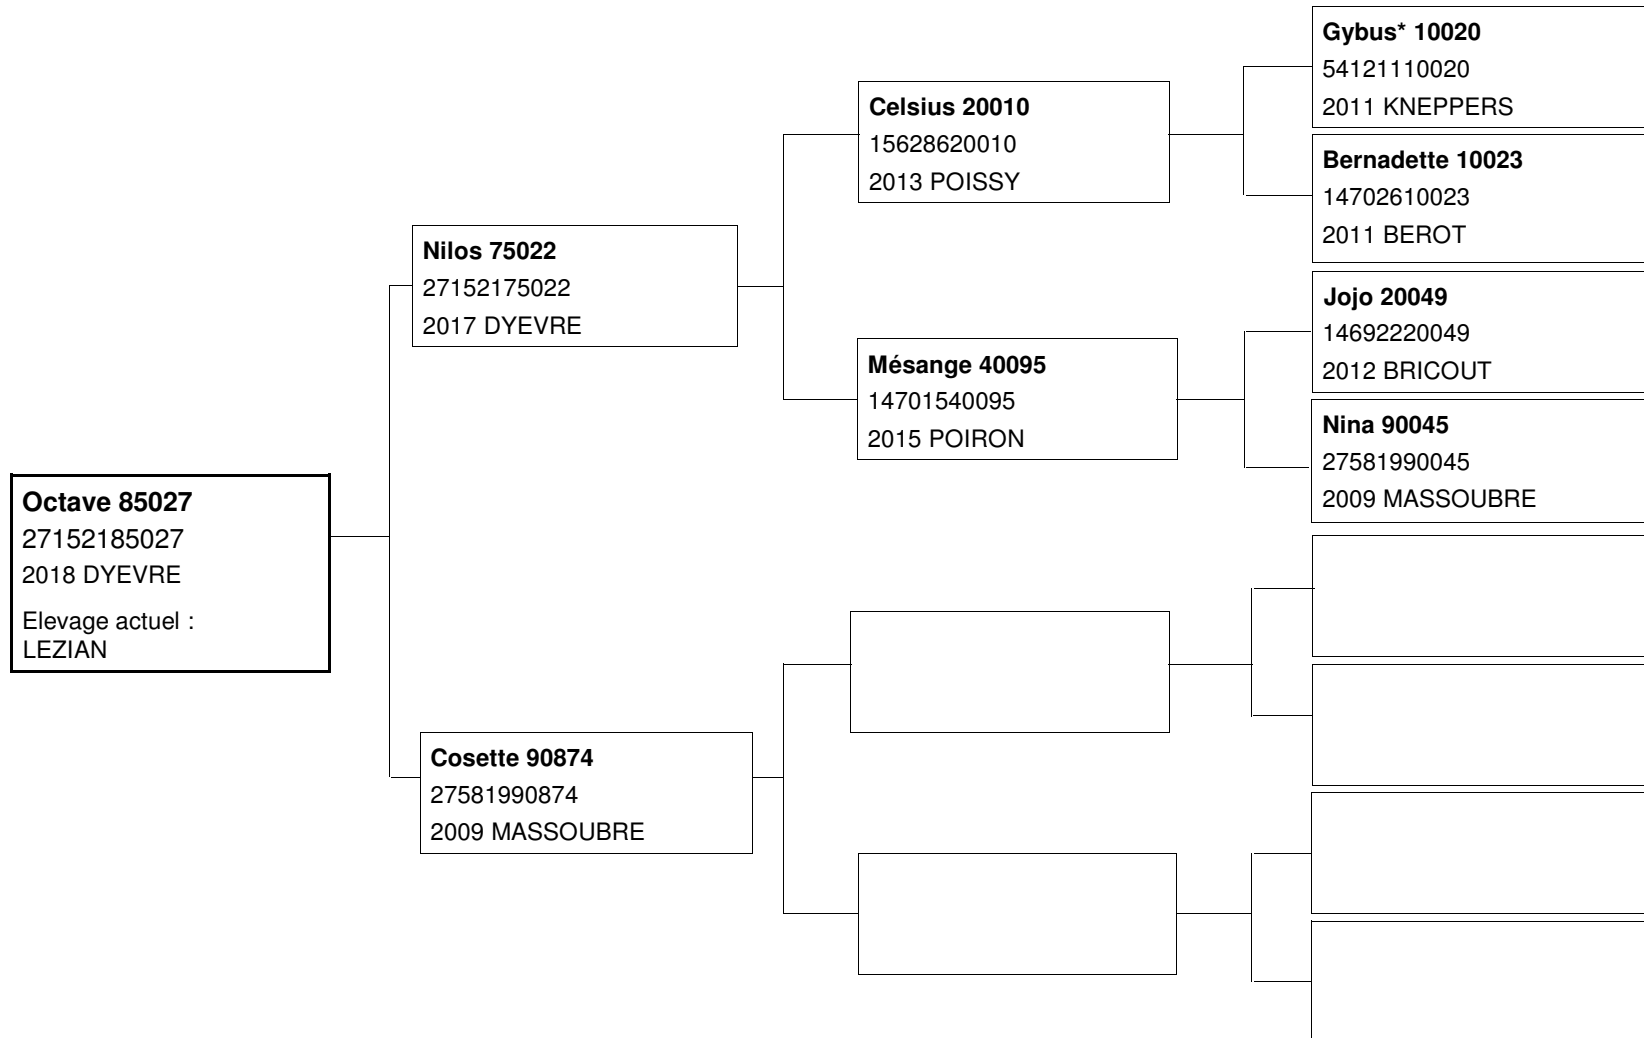 Gybus* 10020
54121110020
2011 KNEPPERS
Celsius 20010
15628620010
2013 POISSY
Bernadette 10023
14702610023
2011 BEROT
Nilos 75022
27152175022
2017 DYEVRE
Jojo 20049
14692220049
2012 BRICOUT
Mésange 40095
14701540095
2015 POIRON
Nina 90045
27581990045
2009 MASSOUBRE
Octave 85027
27152185027
2018 DYEVRE
Elevage actuel :
LEZIAN
Cosette 90874
27581990874
2009 MASSOUBRE